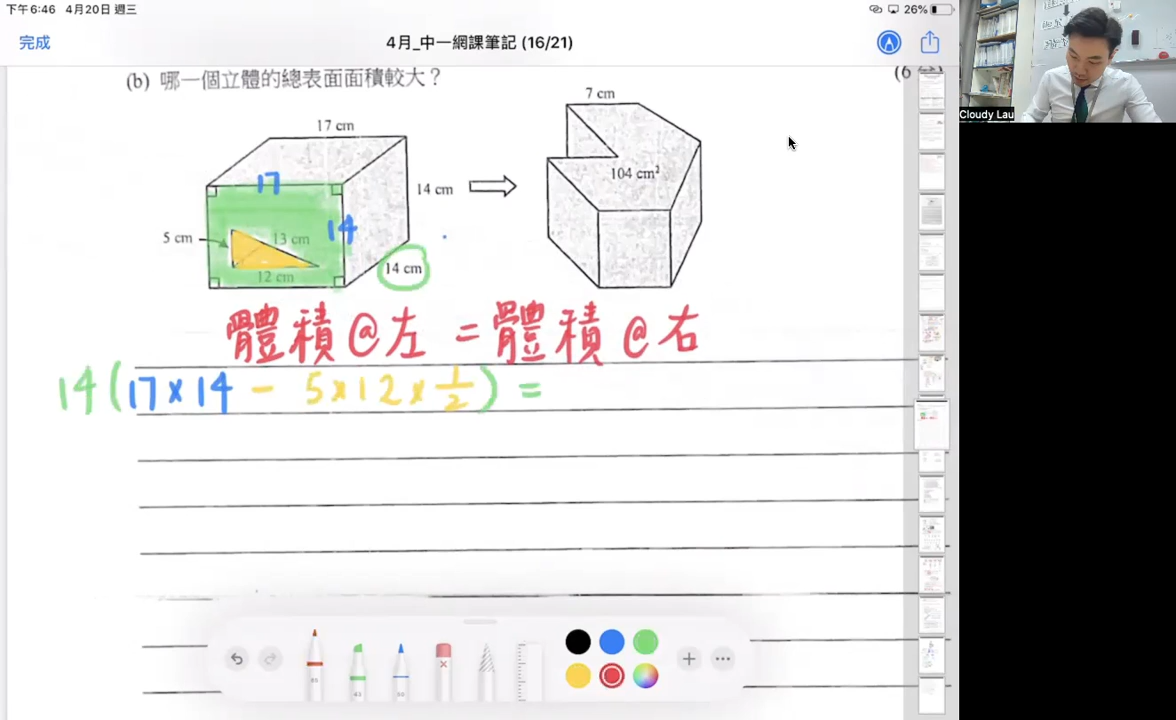 下午6:46 4月20日 週三
26%
完成
4月_中一網課筆記 (16/21)
Cloudy Lau
(b) 哪一個立體的總表面面積較大？
17 cm
7 cm
17
104 cm²
14 cm
14
5 cm
13 cm
12 cm
14 cm
體積@左 = 體積@右
14(17×14 - 5×12×1/2) =